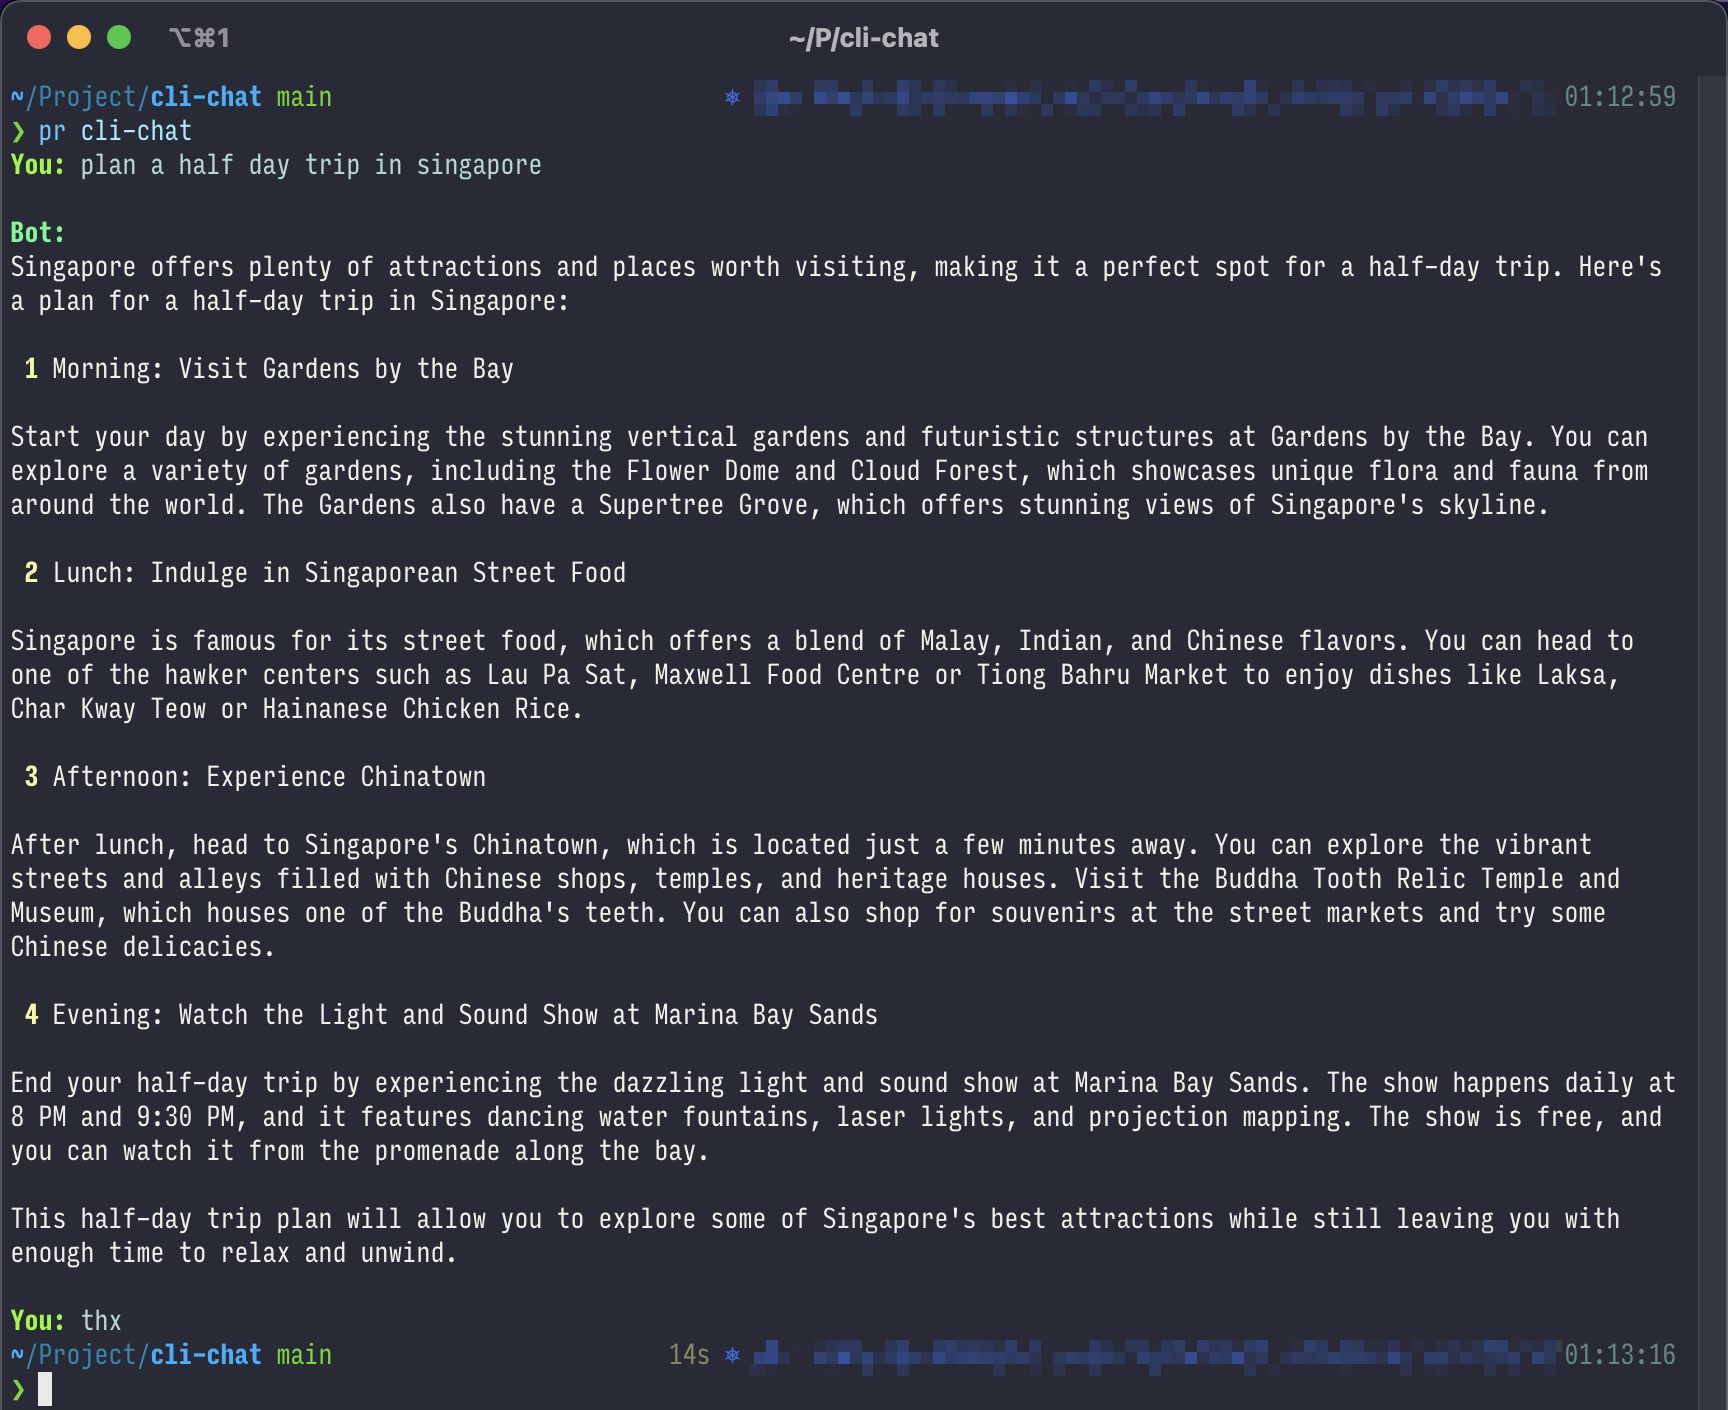 ⌥⌘1 ~/P/cli-chat
~/Project/cli-chat main 01:12:59
❯ pr cli-chat
You: plan a half day trip in singapore
Bot:
Singapore offers plenty of attractions and places worth visiting, making it a perfect spot for a half-day trip. Here's
a plan for a half-day trip in Singapore:
1 Morning: Visit Gardens by the Bay
Start your day by experiencing the stunning vertical gardens and futuristic structures at Gardens by the Bay. You can
explore a variety of gardens, including the Flower Dome and Cloud Forest, which showcases unique flora and fauna from
around the world. The Gardens also have a Supertree Grove, which offers stunning views of Singapore's skyline.
2 Lunch: Indulge in Singaporean Street Food
Singapore is famous for its street food, which offers a blend of Malay, Indian, and Chinese flavors. You can head to
one of the hawker centers such as Lau Pa Sat, Maxwell Food Centre or Tiong Bahru Market to enjoy dishes like Laksa,
Char Kway Teow or Hainanese Chicken Rice.
3 Afternoon: Experience Chinatown
After lunch, head to Singapore's Chinatown, which is located just a few minutes away. You can explore the vibrant
streets and alleys filled with Chinese shops, temples, and heritage houses. Visit the Buddha Tooth Relic Temple and
Museum, which houses one of the Buddha's teeth. You can also shop for souvenirs at the street markets and try some
Chinese delicacies.
4 Evening: Watch the Light and Sound Show at Marina Bay Sands
End your half-day trip by experiencing the dazzling light and sound show at Marina Bay Sands. The show happens daily at
8 PM and 9:30 PM, and it features dancing water fountains, laser lights, and projection mapping. The show is free, and
you can watch it from the promenade along the bay.
This half-day trip plan will allow you to explore some of Singapore's best attractions while still leaving you with
enough time to relax and unwind.
You: thx
~/Project/cli-chat main 14s 01:13:16
❯